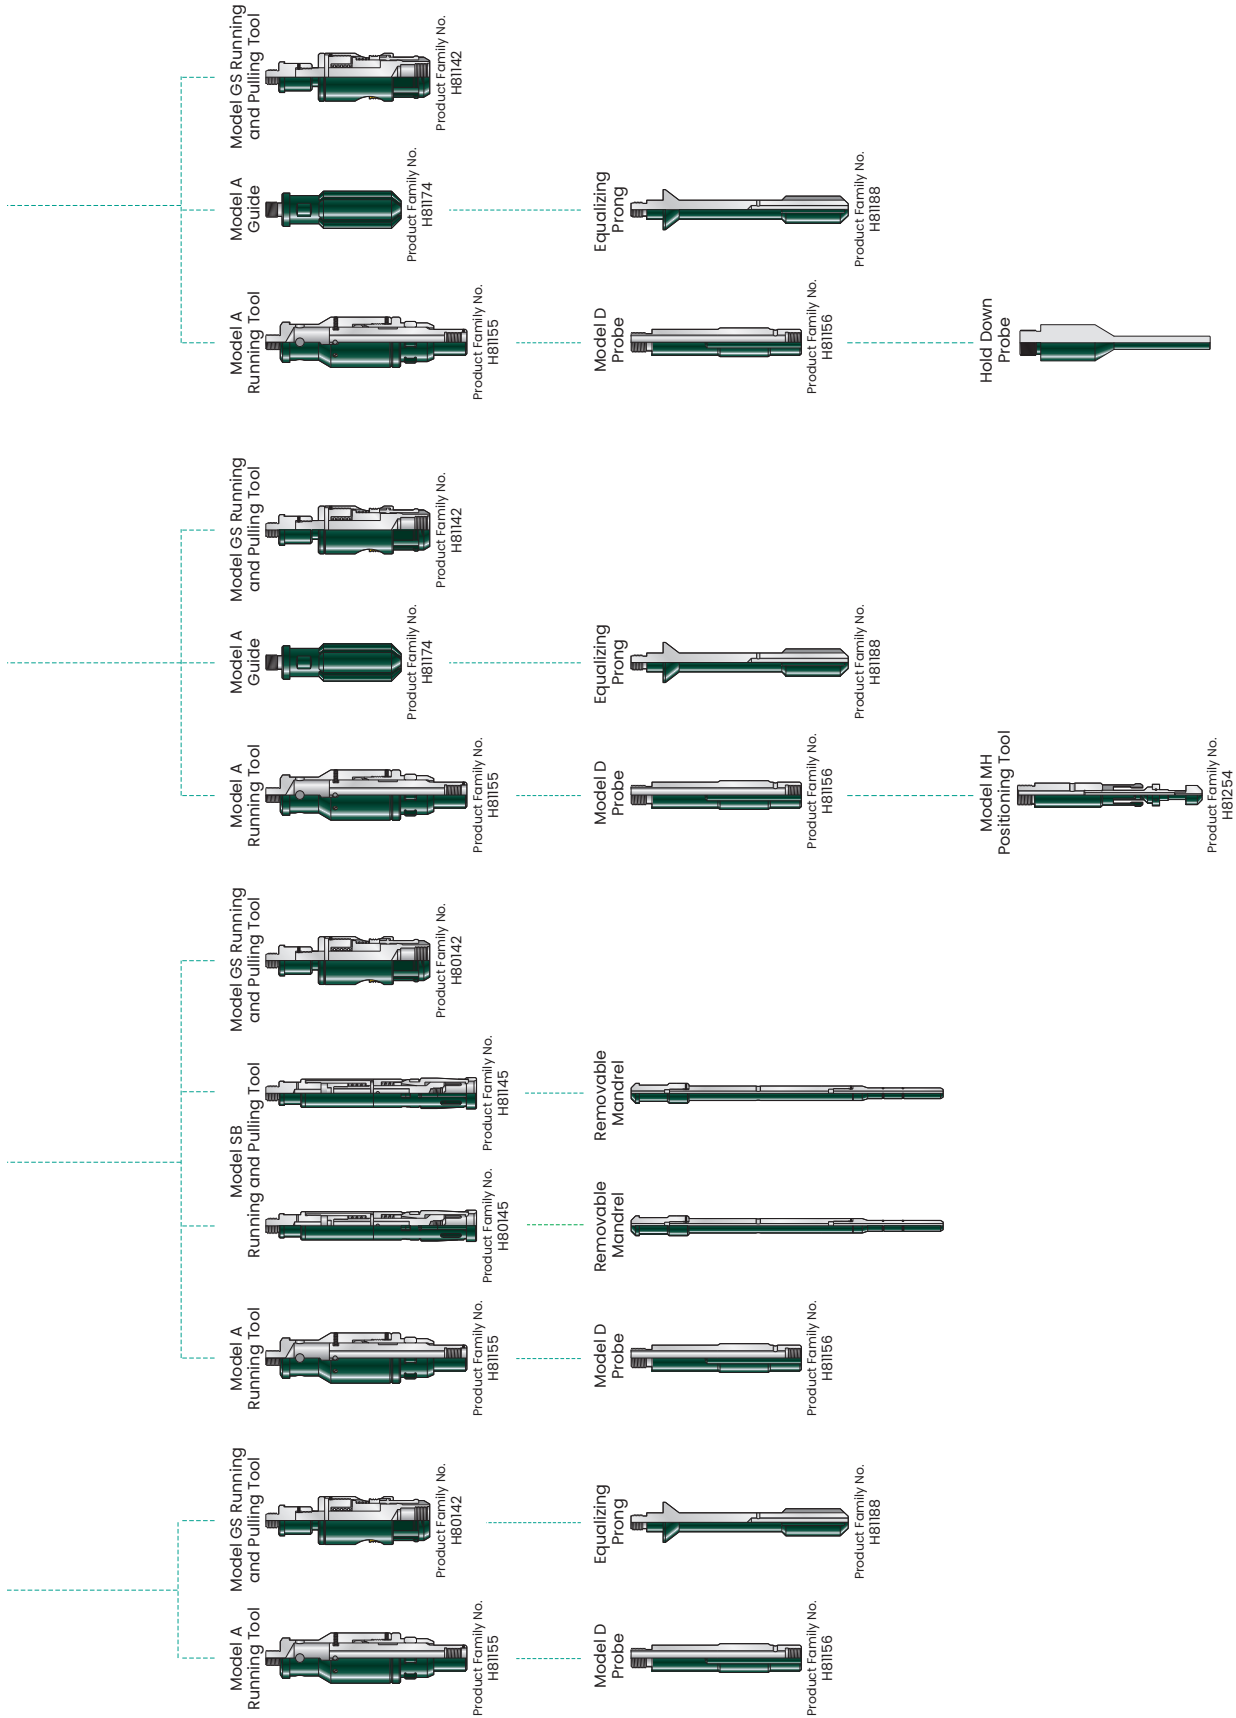 Model A
Running Tool
Product Family No.
H81155
Model D
Probe
Product Family No.
H81156
Model GS Running
and Pulling Tool
Product Family No.
H80142
Equalizing
Prong
Product Family No.
H81188
Model A
Running Tool
Product Family No.
H81155
Model D
Probe
Product Family No.
H81156
Model SB
Running and Pulling Tool
Product Family No.
H80145
Removable
Mandrel
Product Family No.
H81145
Removable
Mandrel
Model GS Running
and Pulling Tool
Product Family No.
H80142
Model A
Running Tool
Product Family No.
H81155
Model D
Probe
Product Family No.
H81156
Model MH
Positioning Tool
Product Family No.
H81254
Model A
Guide
Product Family No.
H81174
Equalizing
Prong
Product Family No.
H81188
Model GS Running
and Pulling Tool
Product Family No.
H81142
Model A
Running Tool
Product Family No.
H81155
Model D
Probe
Product Family No.
H81156
Hold Down
Probe
Model A
Guide
Product Family No.
H81174
Equalizing
Prong
Product Family No.
H81188
Model GS Running
and Pulling Tool
Product Family No.
H81142